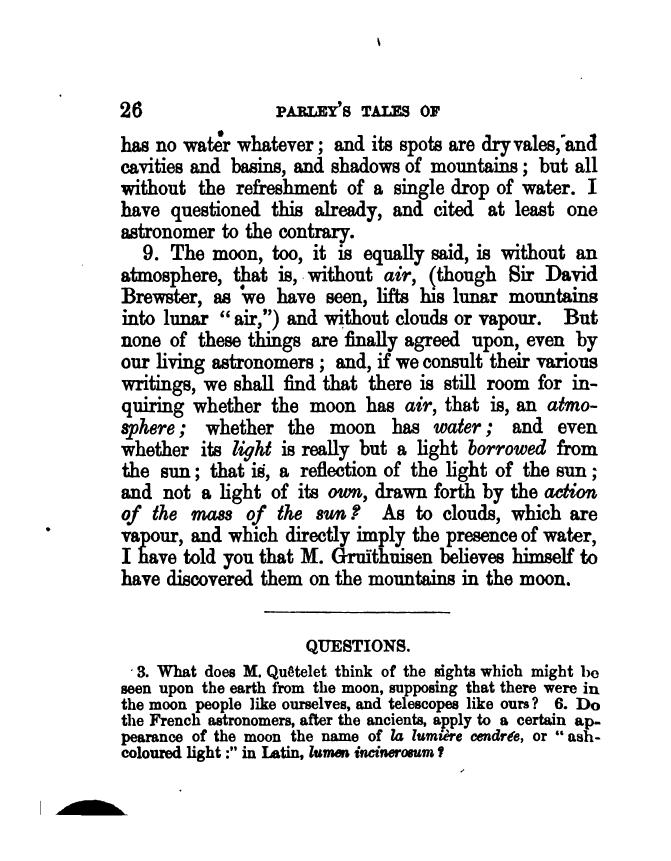 26 PARLEY'S TALES OF
has no water whatever; and its spots are dry vales, and
cavities and basins, and shadows of mountains; but all
without the refreshment of a single drop of water. I
have questioned this already, and cited at least one
astronomer to the contrary.
9. The moon, too, it is equally said, is without an
atmosphere, that is, without air, (though Sir David
Brewster, as we have seen, lifts his lunar mountains
into lunar "air,") and without clouds or vapour. But
none of these things are finally agreed upon, even by
our living astronomers; and, if we consult their various
writings, we shall find that there is still room for in-
quiring whether the moon has air, that is, an atmo-
sphere; whether the moon has water; and even
whether its light is really but a light borrowed from
the sun; that is, a reflection of the light of the sun;
and not a light of its own, drawn forth by the action
of the mass of the sun? As to clouds, which are
vapour, and which directly imply the presence of water,
I have told you that M. Gruïthuisen believes himself to
have discovered them on the mountains in the moon.
QUESTIONS.
3. What does M. Quêtelet think of the sights which might be
seen upon the earth from the moon, supposing that there were in
the moon people like ourselves, and telescopes like ours? 6. Do
the French astronomers, after the ancients, apply to a certain ap-
pearance of the moon the name of la lumière cendrée, or "ash-
coloured light:" in Latin, lumen incinerosum?